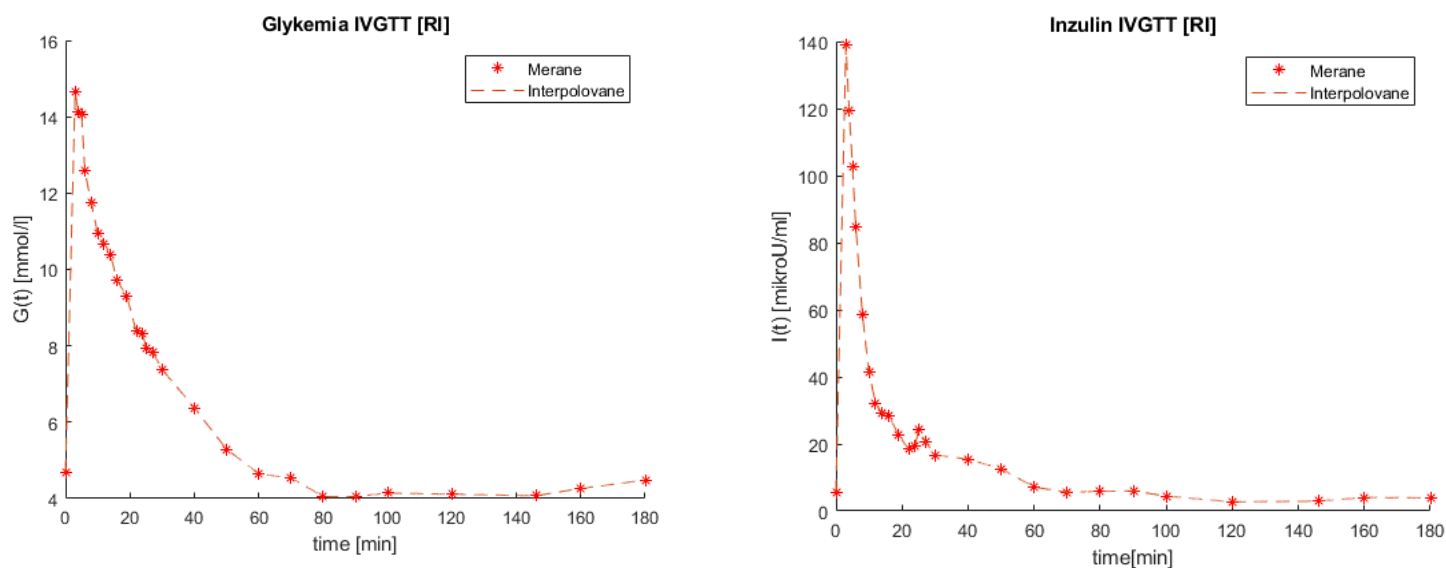 Glykemia IVGTT [RI]
16
14
12
10
8
6
4
G(t) [mmol/l]
Merane
Interpolovane
0 20 40 60 80 100 120 140 160 180
time [min]
Inzulin IVGTT [RI]
140
120
100
80
60
40
20
0
I(t) [mikroU/ml]
Merane
Interpolovane
0 20 40 60 80 100 120 140 160 180
time[min]